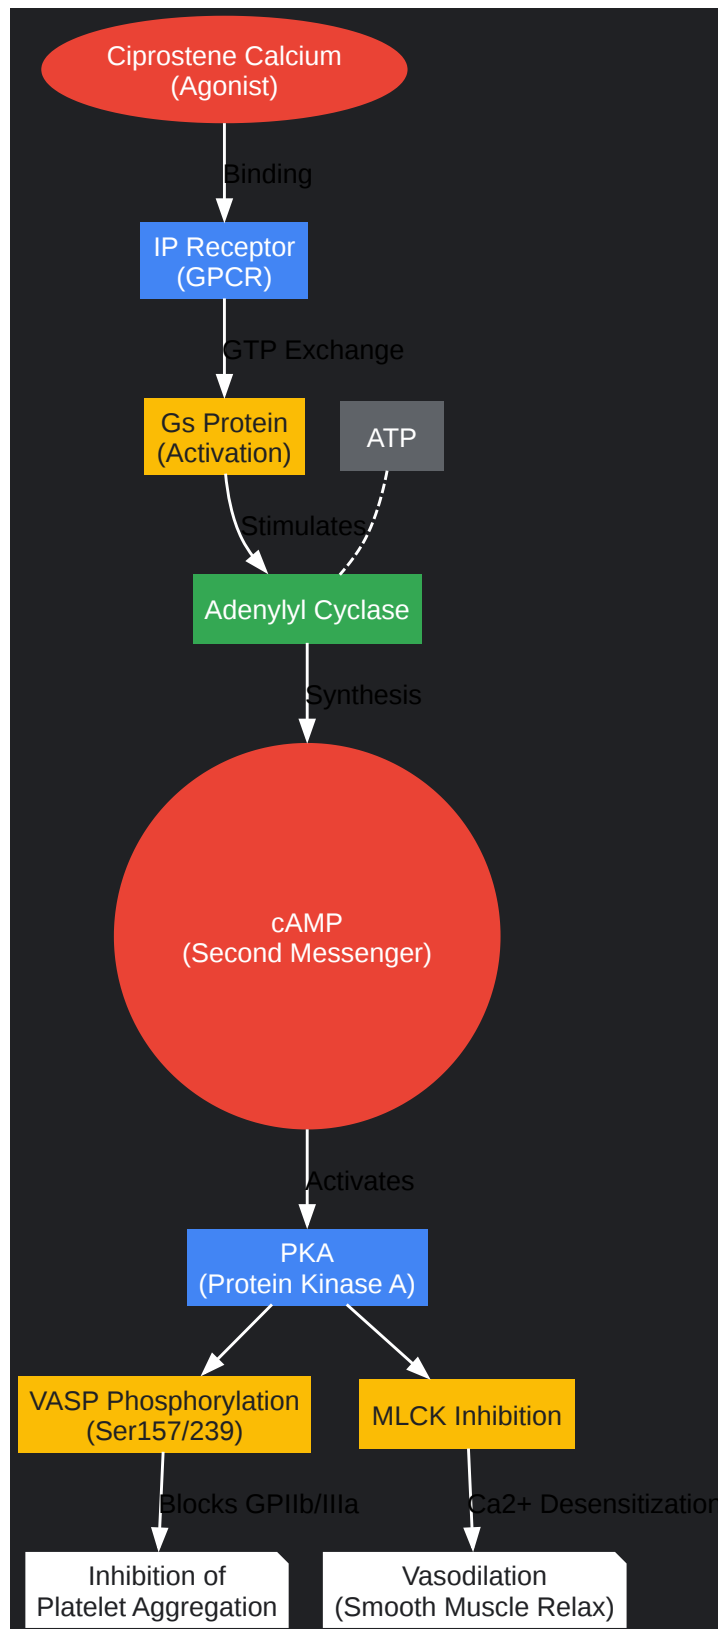 Ciprostene Calcium
(Agonist)
Binding
IP Receptor
(GPCR)
GTP Exchange
Gs Protein
(Activation)
ATP
Stimulates
Adenylyl Cyclase
Synthesis
cAMP
(Second Messenger)
Activates
PKA
(Protein Kinase A)
VASP Phosphorylation
(Ser157/239)
MLCK Inhibition
Blocks GPIIb/IIIa
Ca2+ Desensitization
Inhibition of
Platelet Aggregation
Vasodilation
(Smooth Muscle Relax)